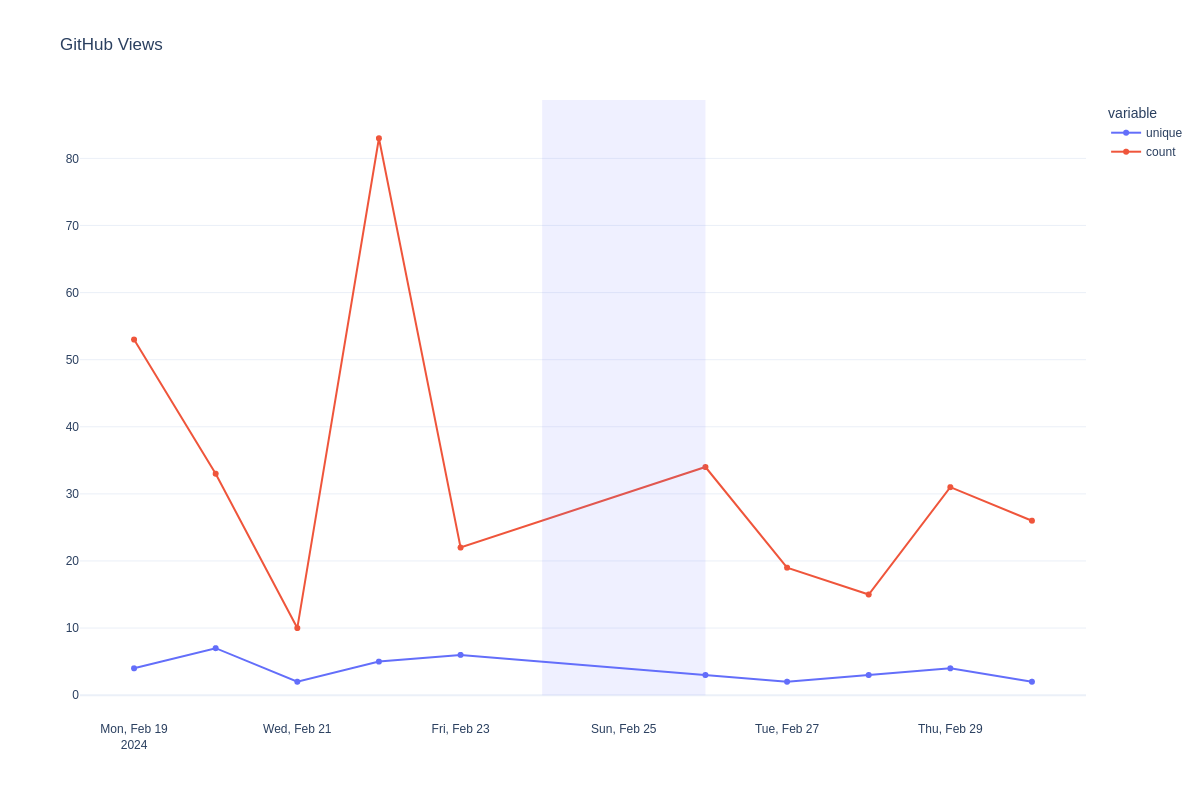 GitHub Views
variable
unique
count
80
70
60
50
40
30
20
10
0
Mon, Feb 19
2024
Wed, Feb 21
Fri, Feb 23
Sun, Feb 25
Tue, Feb 27
Thu, Feb 29